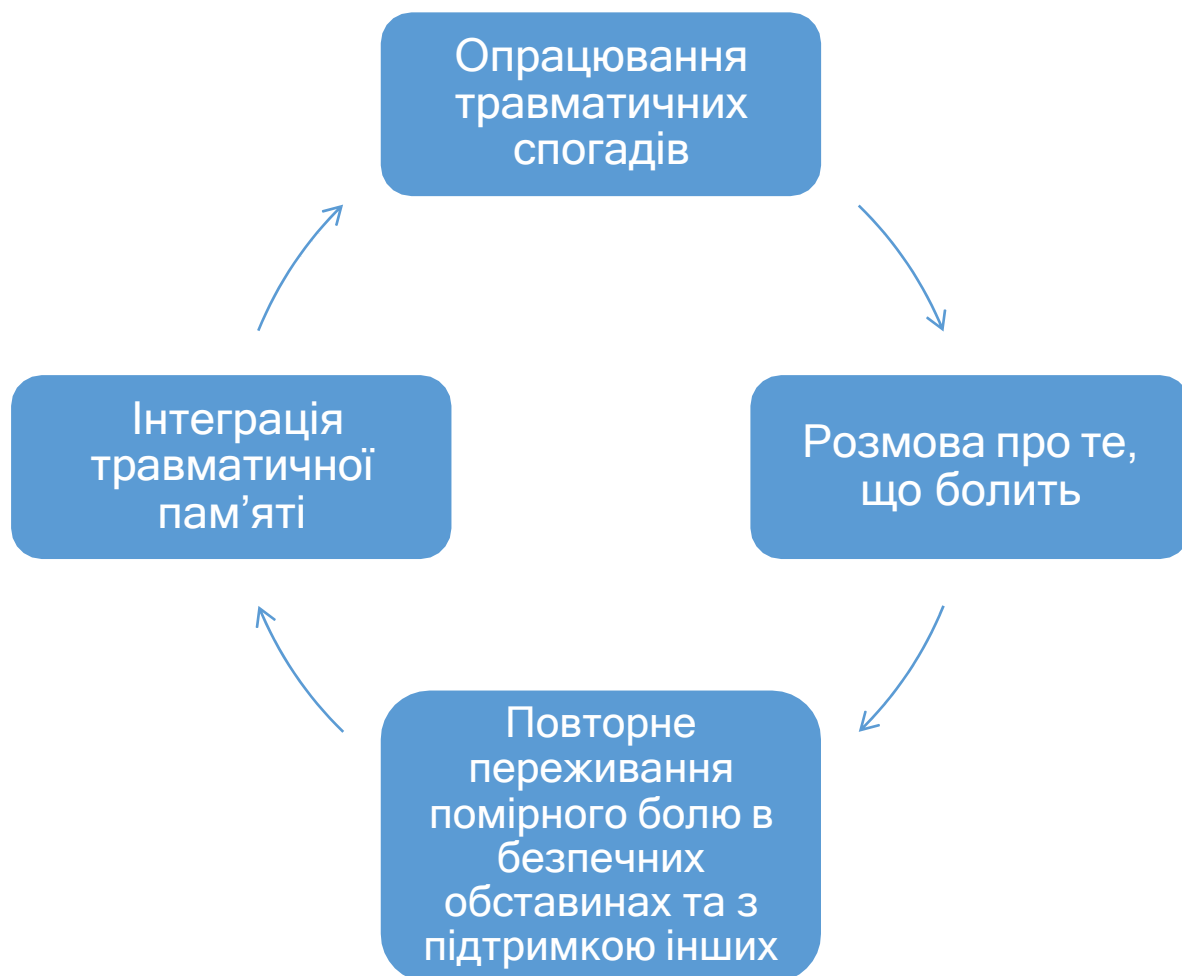 Опрацювання
травматичних
спогадів
Розмова про те,
що болить
Повторне
переживання
помірного болю в
безпечних
обставинах та з
підтримкою інших
Інтеграція
травматичної
пам’яті